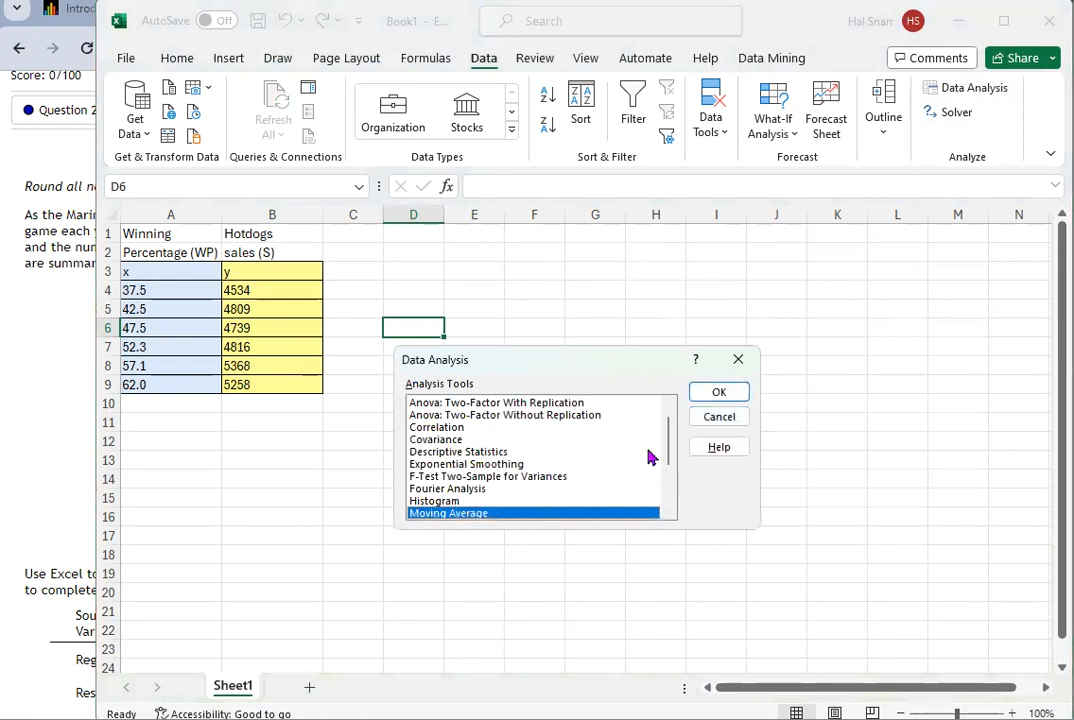 Introd
AutoSave Off Book1 - E... Search Hal Snarr HS
File Home Insert Draw Page Layout Formulas Data Review View Automate Help Data Mining Comments Share
Score: 0/100
Question 2
Get Data
Refresh All
Organization Stocks
Sort Filter
Data Tools
What-If Analysis Forecast Sheet
Outline
Data Analysis
Solver
Get & Transform Data Queries & Connections Data Types Sort & Filter Forecast Analyze
D6 fx
A B C D E F G H I J K L M N
1 Winning Hotdogs
2 Percentage (WP) sales (S)
3 x y
4 37.5 4534
5 42.5 4809
6 47.5 4739
7 52.3 4816
8 57.1 5368
9 62.0 5258
10
11
12
13
14
15
16
17
18
19
20
21
22
23
24
Data Analysis ?
Analysis Tools
Anova: Two-Factor With Replication
Anova: Two-Factor Without Replication
Correlation
Covariance
Descriptive Statistics
Exponential Smoothing
F-Test Two-Sample for Variances
Fourier Analysis
Histogram
Moving Average
OK
Cancel
Help
Round all n
As the Marin
game each
and the num
are summar
Use Excel to
to complete
Sou
Var
Reg
Res
Sheet1
Ready Accessibility: Good to go 100%